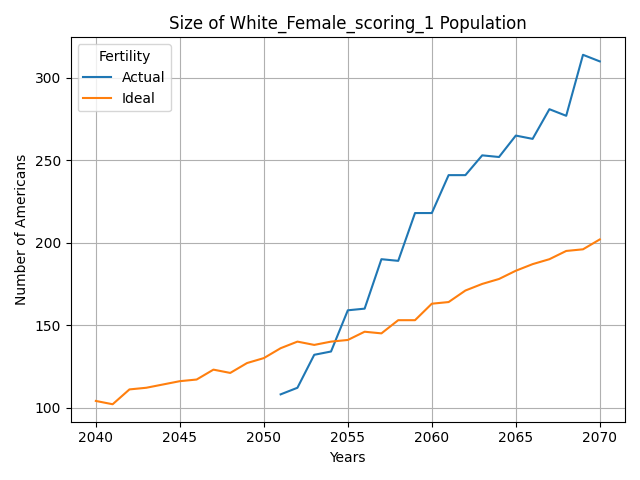 Size of White_Female_scoring_1 Population
Fertility
Actual
Ideal
Number of Americans
300
250
200
150
100
2040 2045 2050 2055 2060 2065 2070
Years